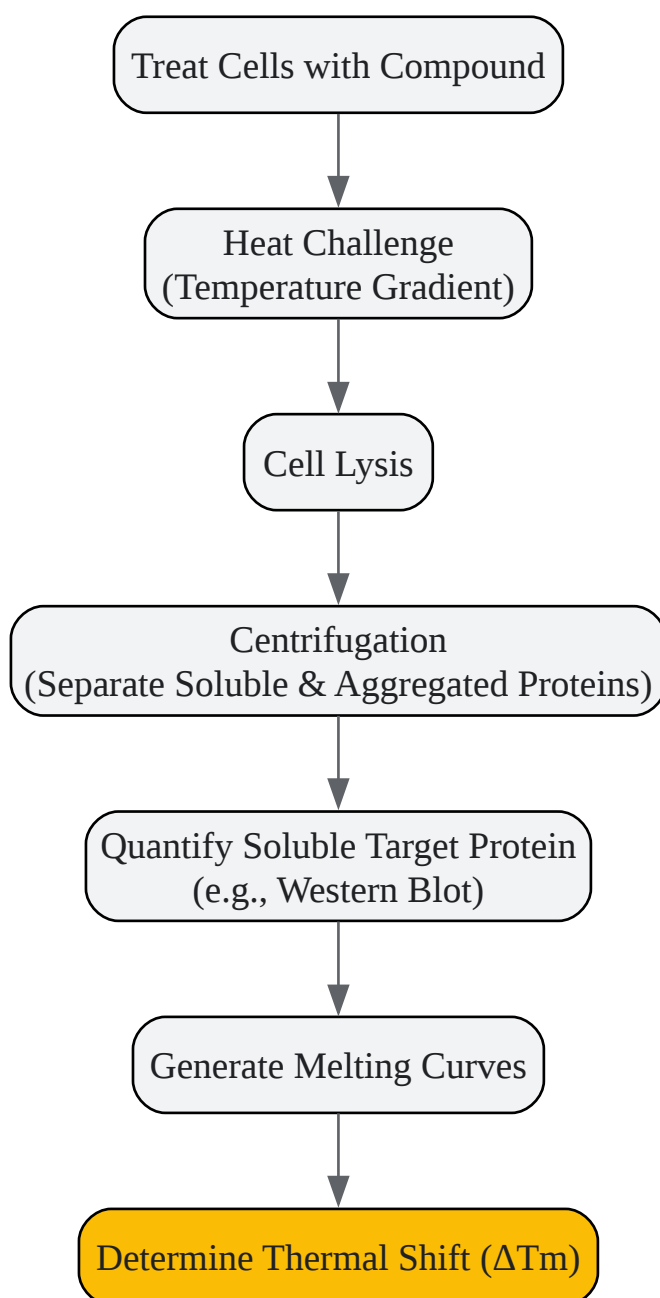 Treat Cells with Compound
Heat Challenge
(Temperature Gradient)
Cell Lysis
Centrifugation
(Separate Soluble & Aggregated Proteins)
Quantify Soluble Target Protein
(e.g., Western Blot)
Generate Melting Curves
Determine Thermal Shift (ΔTm)